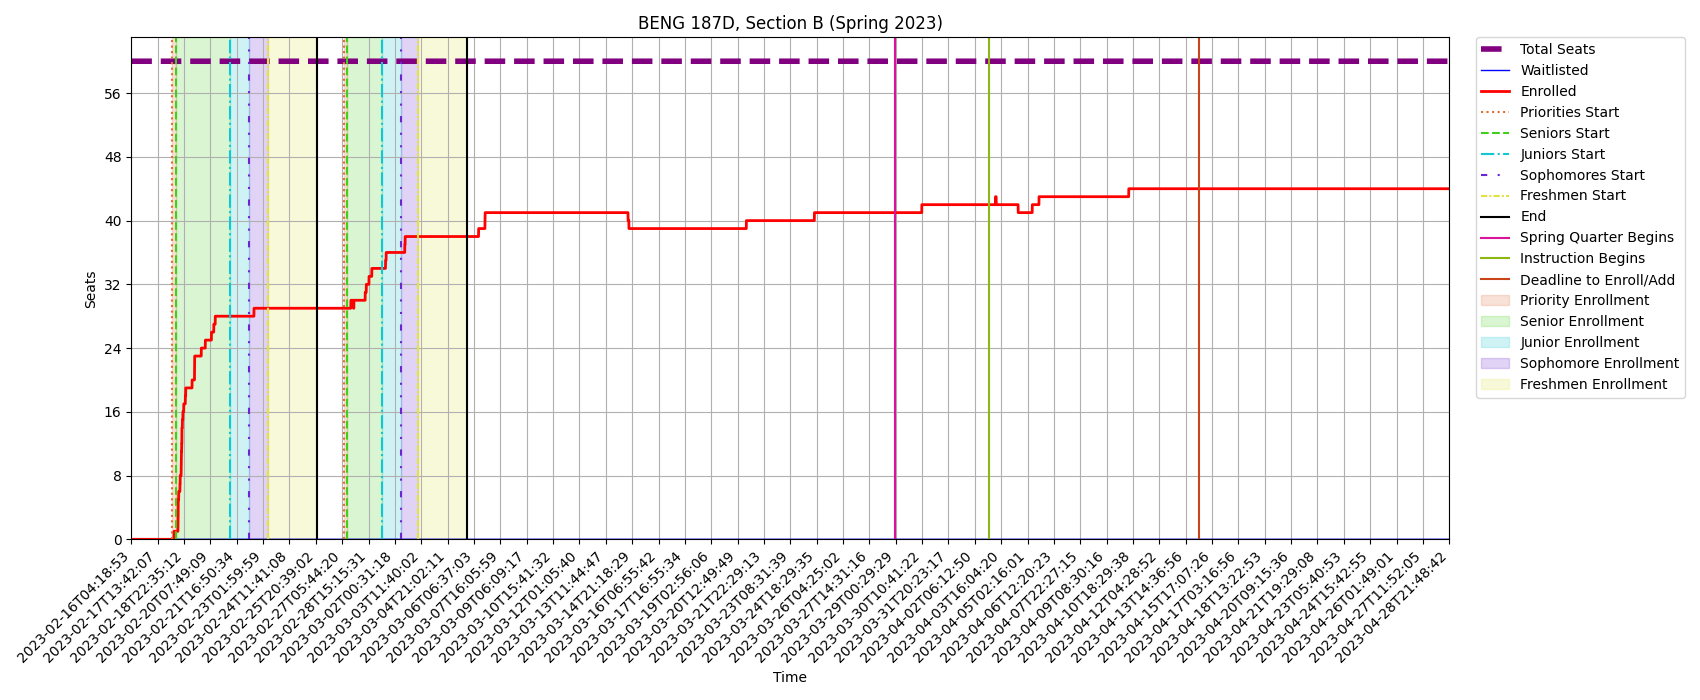 BENG 187D, Section B (Spring 2023)
Seats
56
48
40
32
24
16
8
0
2023-02-16T04:18:53
2023-02-17T13:42:07
2023-02-18T22:35:12
2023-02-20T07:49:09
2023-02-21T16:50:34
2023-02-23T01:59:59
2023-02-24T11:41:08
2023-02-25T20:39:02
2023-02-27T05:44:20
2023-02-28T15:15:31
2023-03-02T00:31:18
2023-03-03T11:40:02
2023-03-04T21:02:11
2023-03-06T06:37:03
2023-03-07T16:05:59
2023-03-09T06:09:17
2023-03-10T15:41:32
2023-03-12T01:05:40
2023-03-13T11:44:47
2023-03-14T21:18:29
2023-03-16T06:55:42
2023-03-17T16:55:34
2023-03-19T02:56:06
2023-03-20T12:49:49
2023-03-21T22:29:13
2023-03-23T08:31:39
2023-03-24T18:29:35
2023-03-26T04:25:02
2023-03-27T14:31:16
2023-03-29T00:29:29
2023-03-30T10:41:22
2023-03-31T20:23:17
2023-04-02T06:12:50
2023-04-03T16:04:20
2023-04-05T02:16:01
2023-04-06T12:20:23
2023-04-07T22:27:15
2023-04-09T08:30:16
2023-04-10T18:29:38
2023-04-12T04:28:52
2023-04-13T14:36:56
2023-04-15T17:07:26
2023-04-17T03:16:56
2023-04-18T13:22:53
2023-04-20T09:15:36
2023-04-21T19:29:08
2023-04-23T05:40:53
2023-04-24T15:42:55
2023-04-26T01:49:01
2023-04-27T11:52:05
2023-04-28T21:48:42
Time
Total Seats
Waitlisted
Enrolled
Priorities Start
Seniors Start
Juniors Start
Sophomores Start
Freshmen Start
End
Spring Quarter Begins
Instruction Begins
Deadline to Enroll/Add
Priority Enrollment
Senior Enrollment
Junior Enrollment
Sophomore Enrollment
Freshmen Enrollment